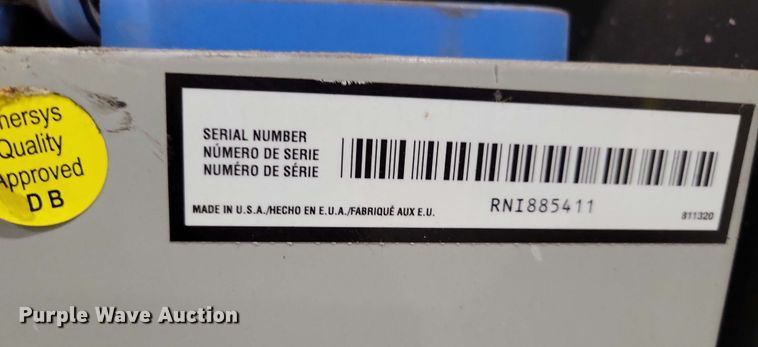 nersys
Quality
Approved
D B
SERIAL NUMBER
NÚMERO DE SERIE
NUMÉRO DE SÉRIE
MADE IN U.S.A./HECHO EN E.U.A./FABRIQUÉ AUX E.U.
RNI885411
811320
Purple Wave Auction